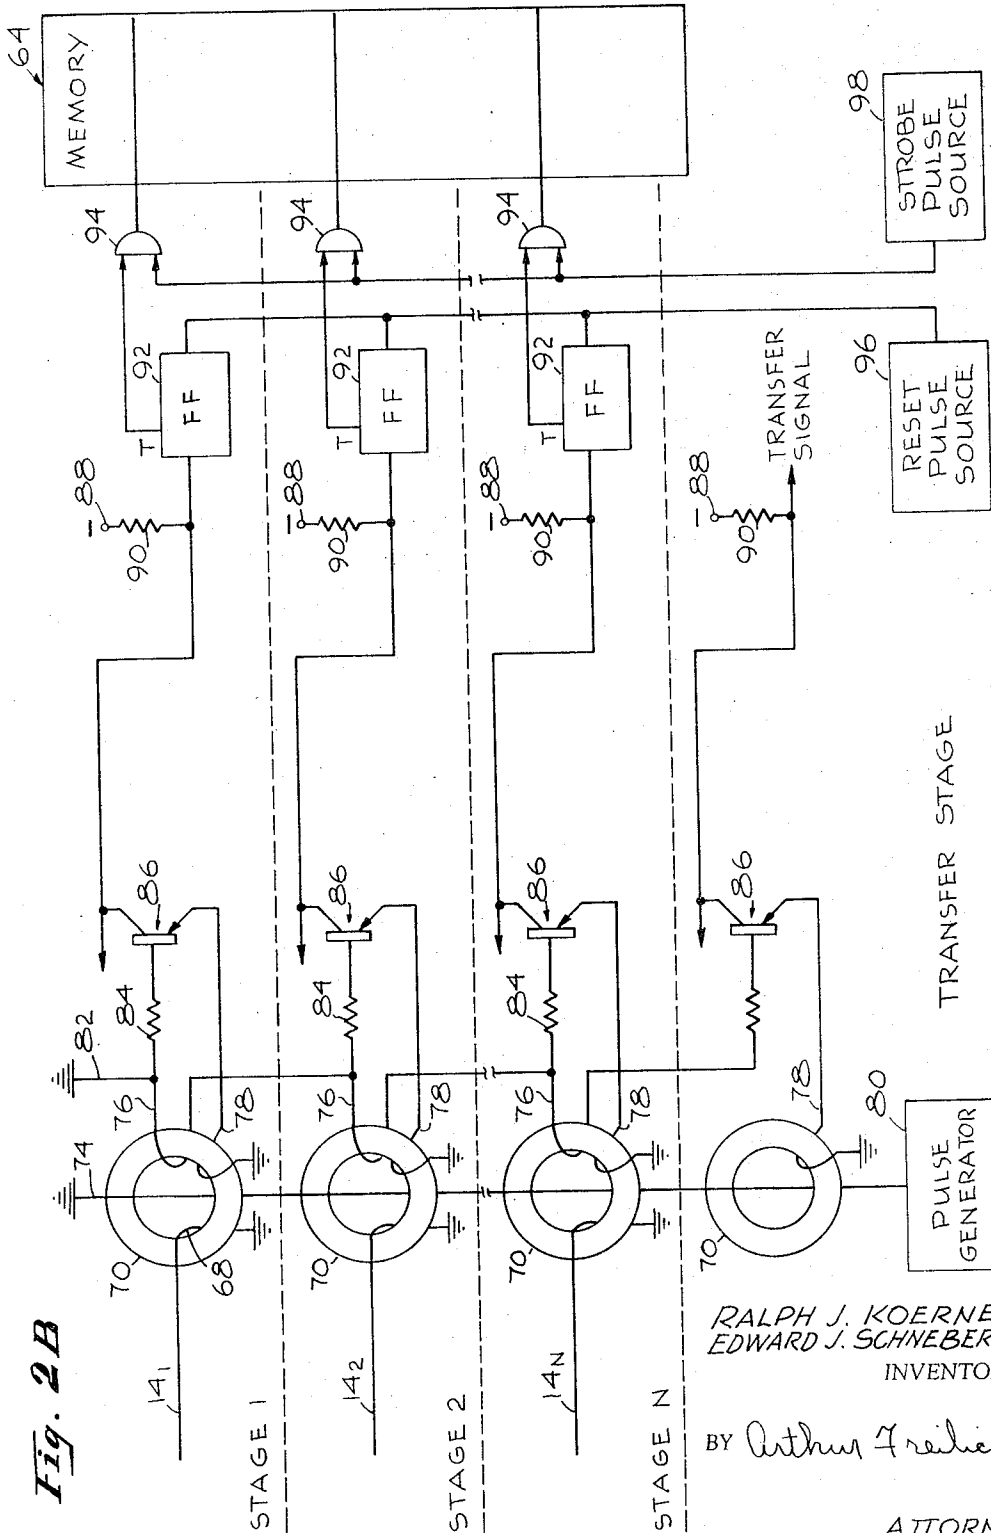 Fig. 2B
64
MEMORY
94
94
94
98
STROBE
PULSE
SOURCE
92
T
FF
92
T
FF
92
T
FF
96
RESET
PULSE
SOURCE
TRANSFER
SIGNAL
- 88
90
- 88
90
- 88
90
- 88
90
86
86
86
86
84
84
84
82
76
76
76
78
78
78
78
74
70
70
70
70
68
80
PULSE
GENERATOR
14₁
14₂
14N
STAGE 1
STAGE 2
STAGE N
TRANSFER STAGE
RALPH J. KOERNE
EDWARD J. SCHNEBER
INVENTO
BY Arthur Freilic
ATTORN